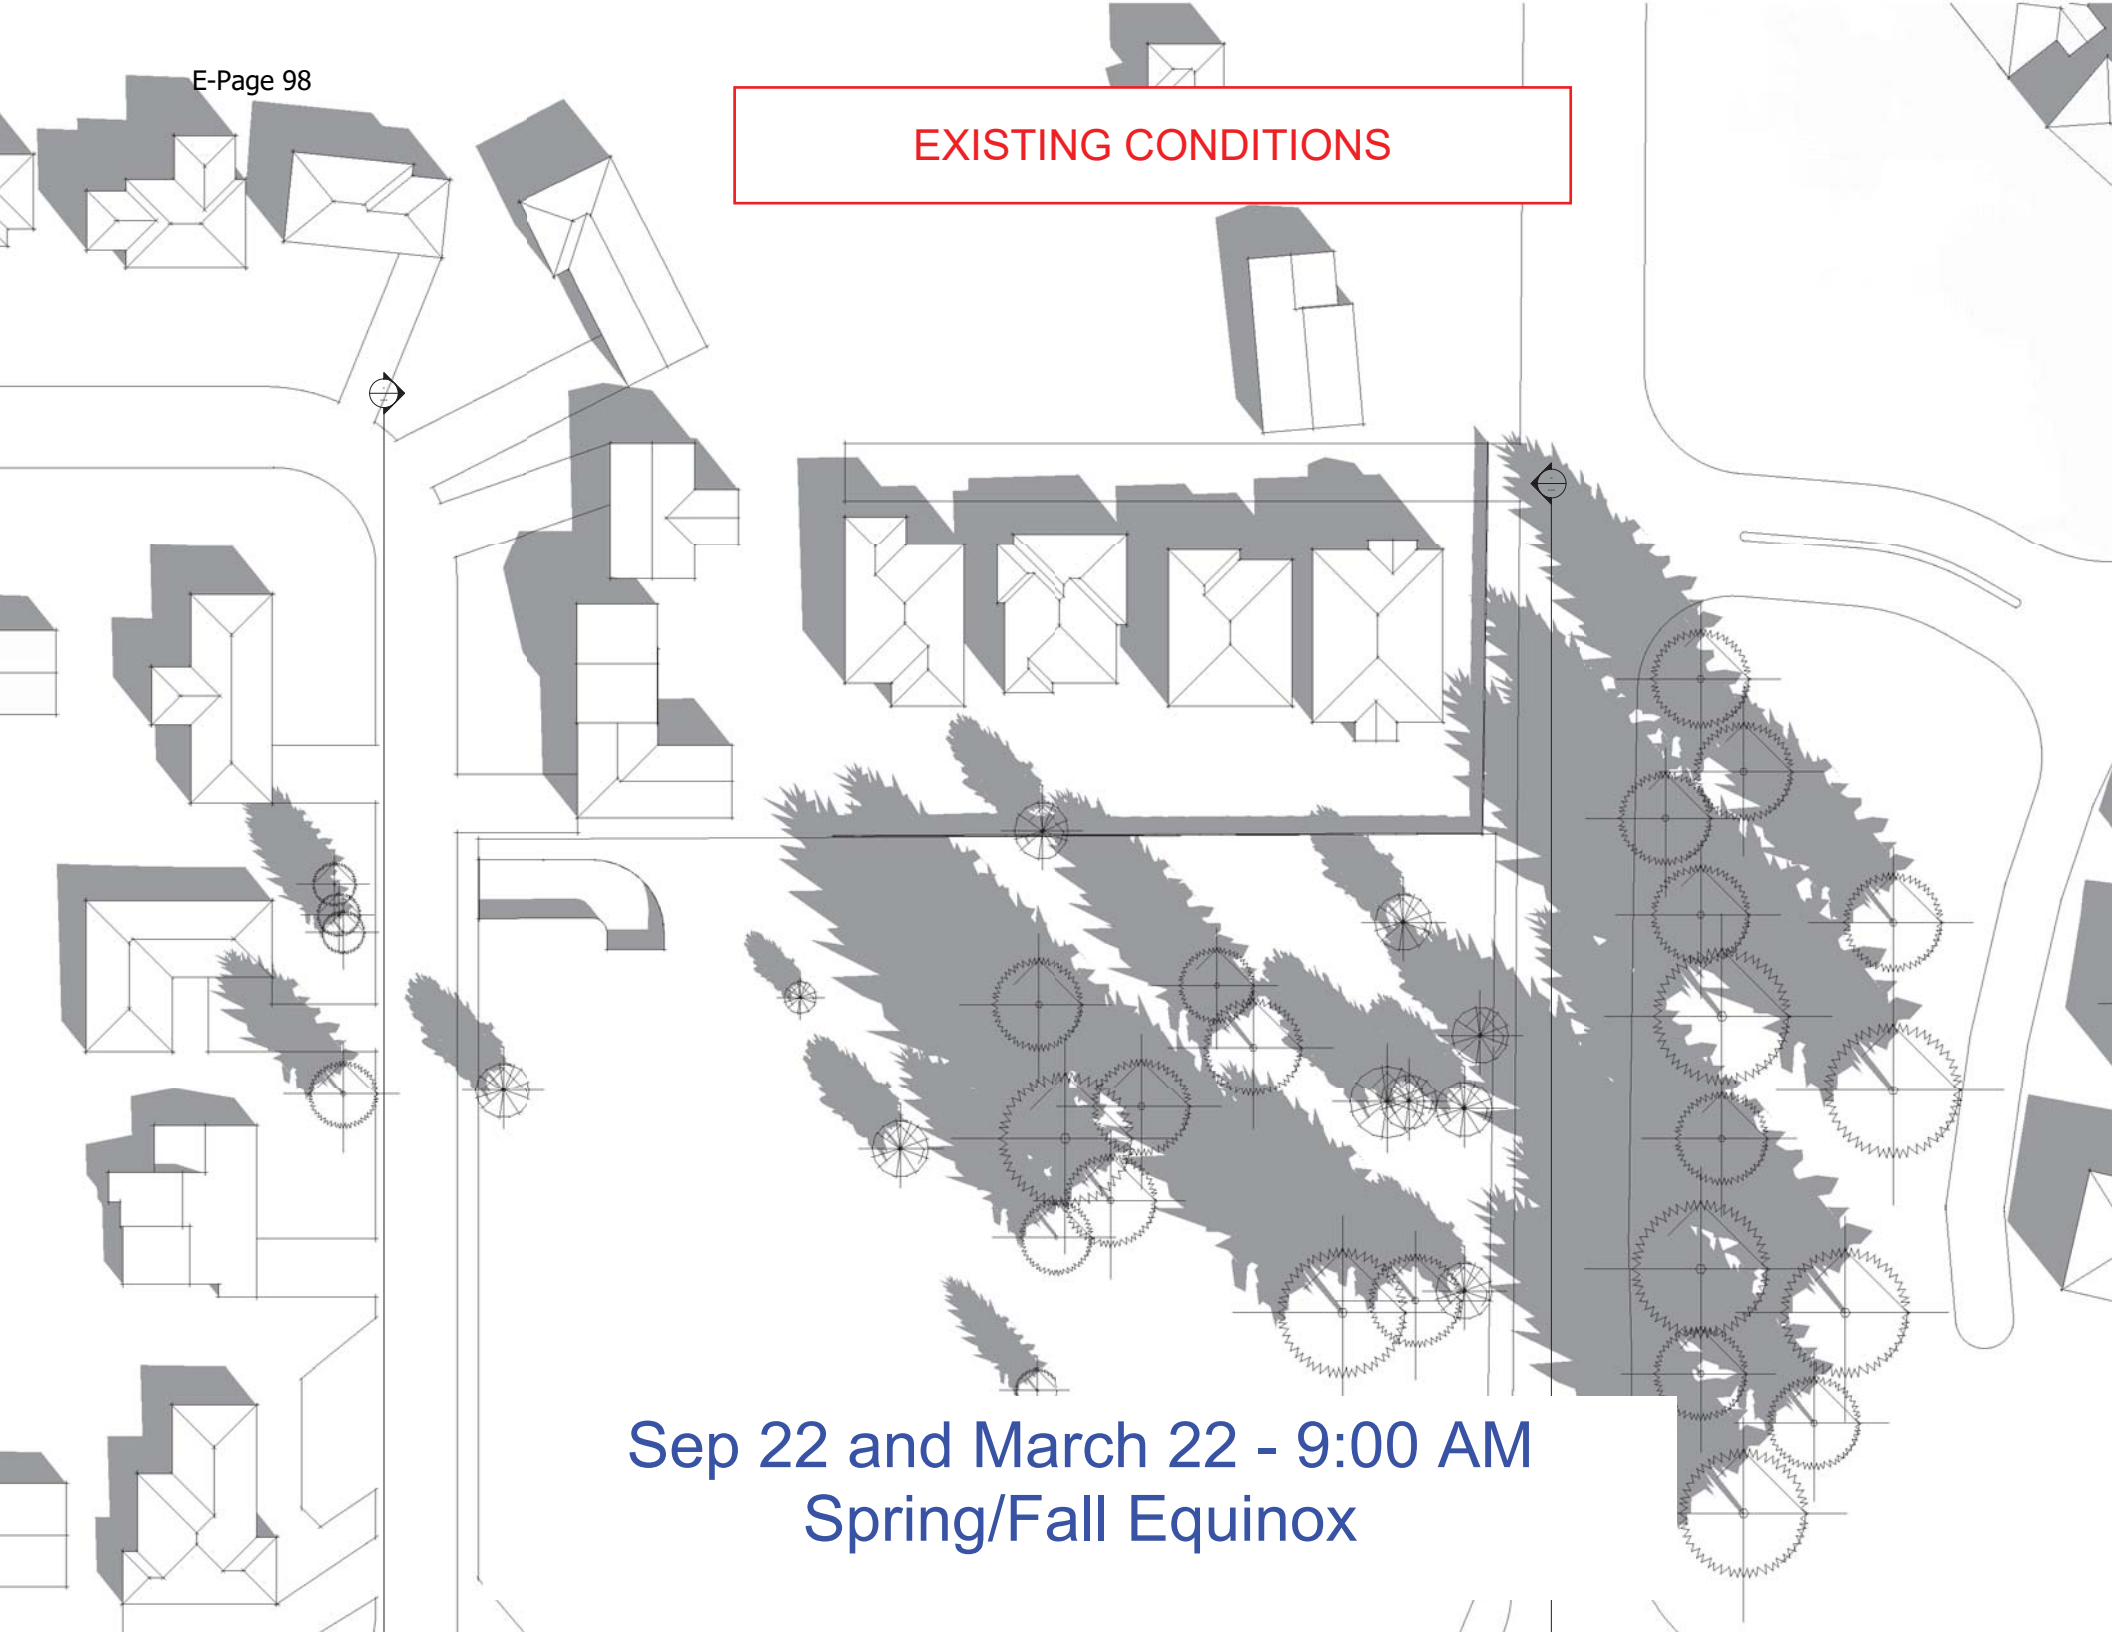 E-Page 98
EXISTING CONDITIONS
Sep 22 and March 22 - 9:00 AM
Spring/Fall Equinox